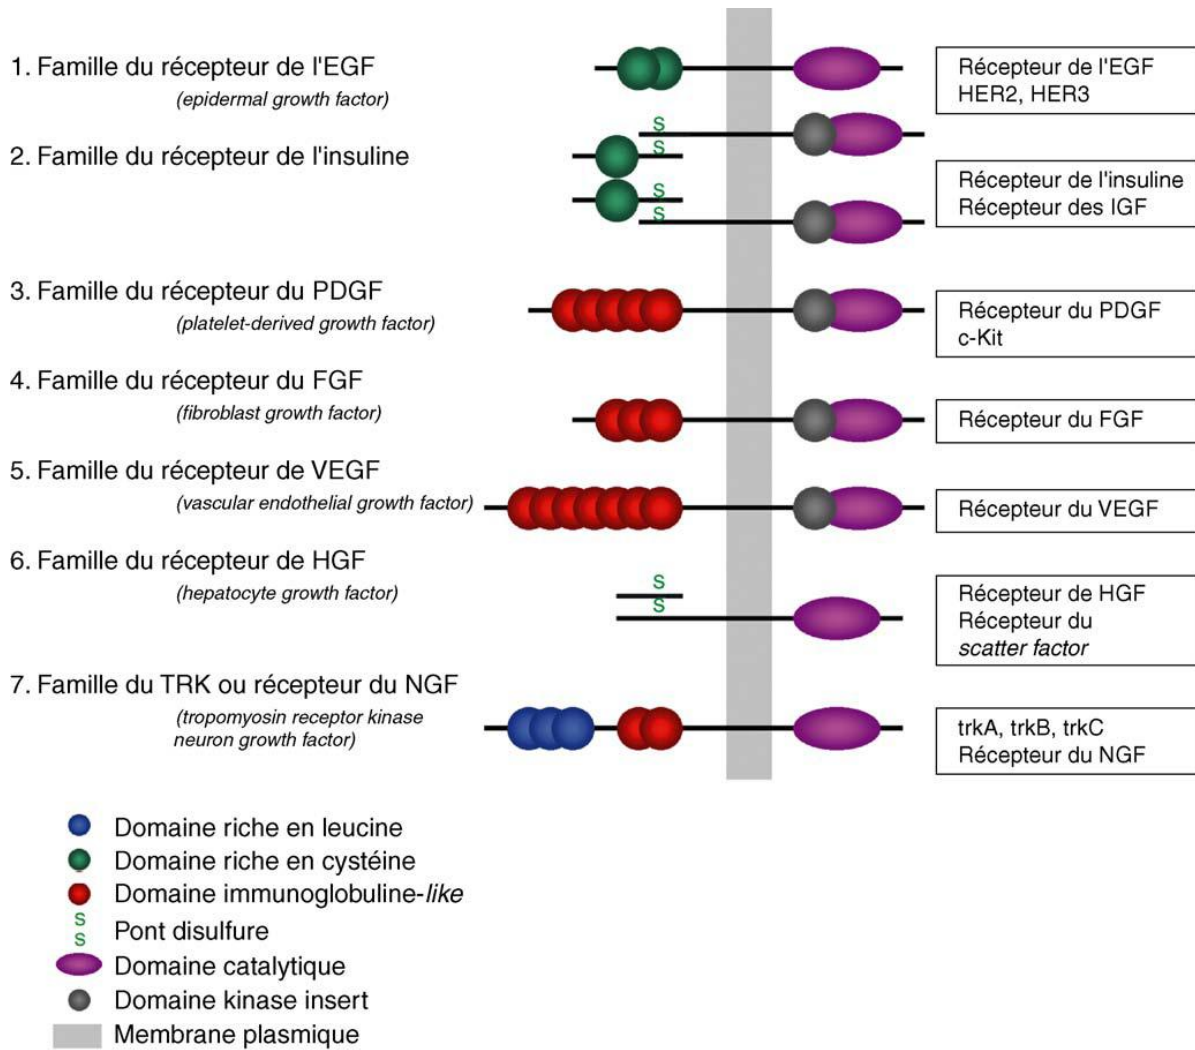 1. Famille du récepteur de l'EGF
(epidermal growth factor)
Récepteur de l'EGF
HER2, HER3
2. Famille du récepteur de l'insuline
S
S
S
S
Récepteur de l'insuline
Récepteur des IGF
3. Famille du récepteur du PDGF
(platelet-derived growth factor)
Récepteur du PDGF
c-Kit
4. Famille du récepteur du FGF
(fibroblast growth factor)
Récepteur du FGF
5. Famille du récepteur de VEGF
(vascular endothelial growth factor)
Récepteur du VEGF
6. Famille du récepteur de HGF
(hepatocyte growth factor)
S
S
Récepteur de HGF
Récepteur du
scatter factor
7. Famille du TRK ou récepteur du NGF
(tropomyosin receptor kinase
neuron growth factor)
trkA, trkB, trkC
Récepteur du NGF
Domaine riche en leucine
Domaine riche en cystéine
Domaine immunoglobuline-like
S
S
Pont disulfure
Domaine catalytique
Domaine kinase insert
Membrane plasmique